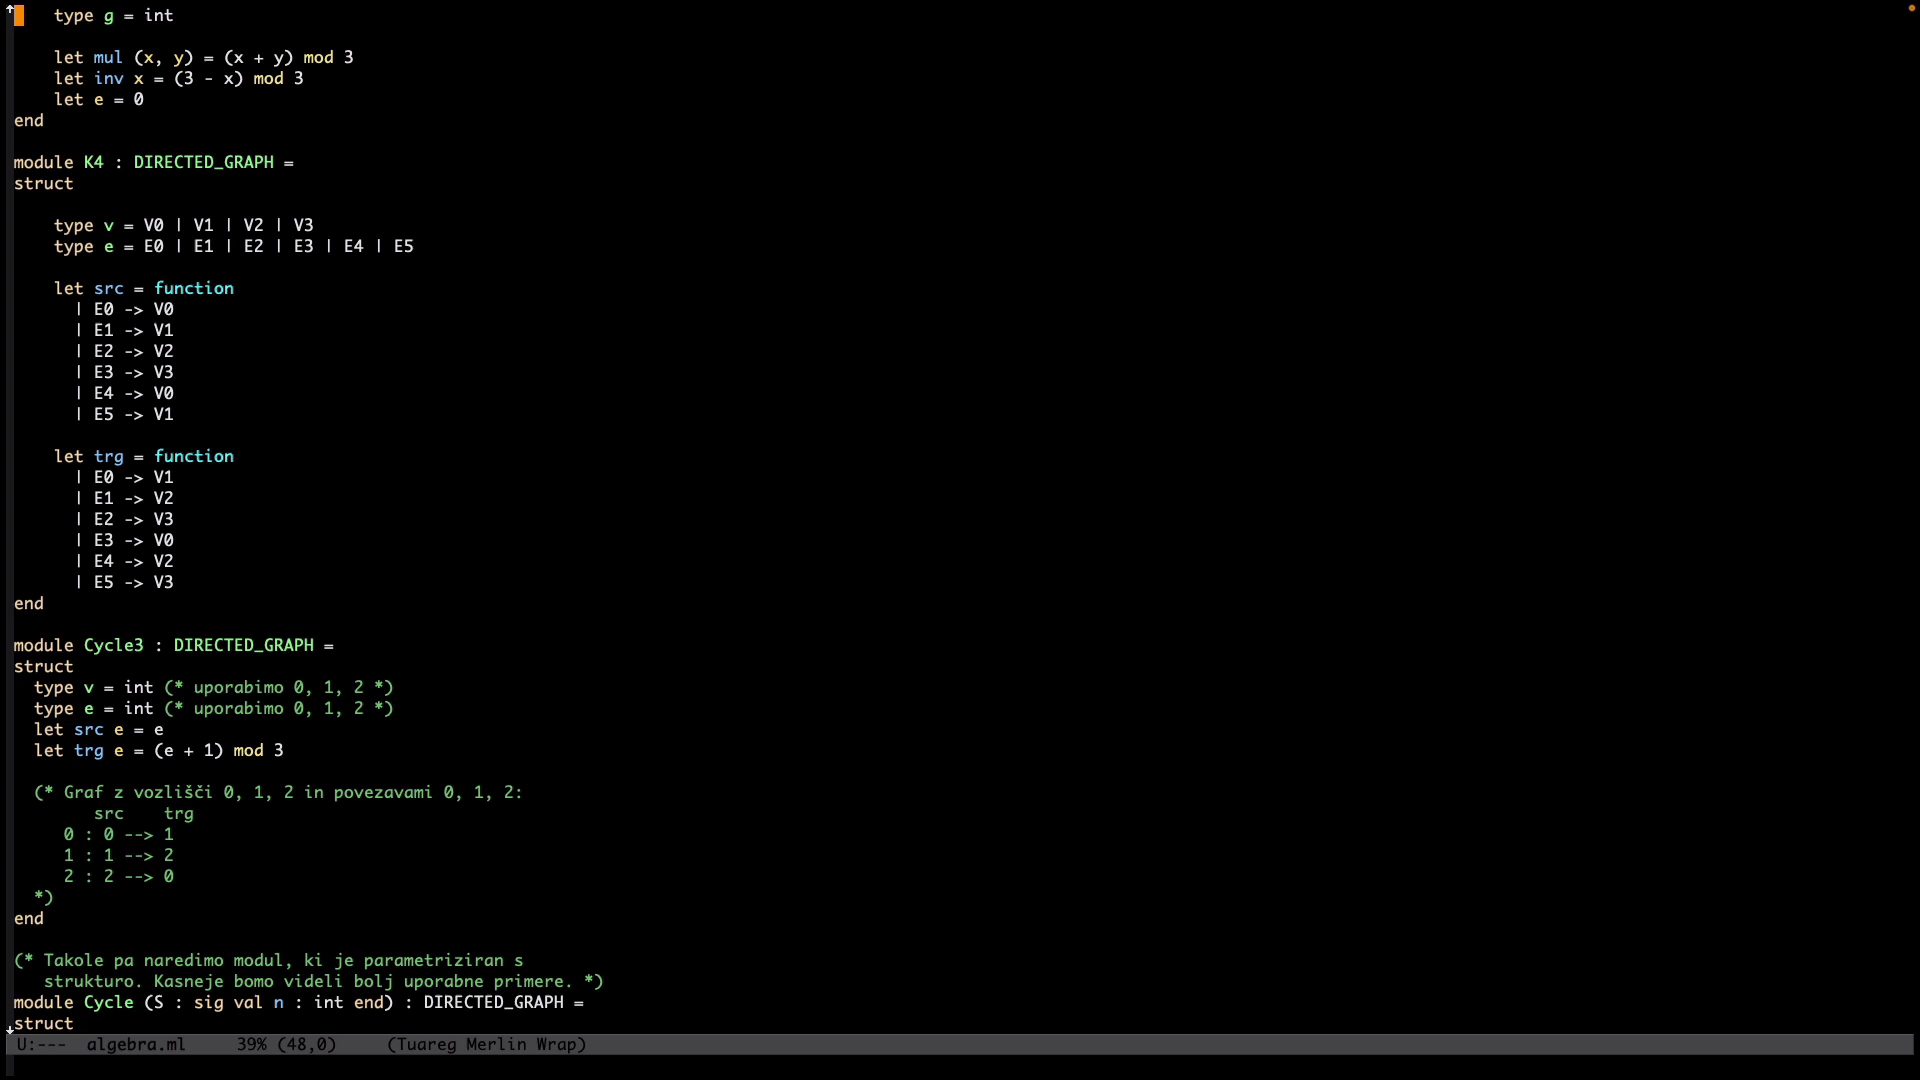 type g = int
let mul (x, y) = (x + y) mod 3
let inv x = (3 - x) mod 3
let e = 0
end
module K4 : DIRECTED_GRAPH =
struct
type v = V0 | V1 | V2 | V3
type e = E0 | E1 | E2 | E3 | E4 | E5
let src = function
| E0 -> V0
| E1 -> V1
| E2 -> V2
| E3 -> V3
| E4 -> V0
| E5 -> V1
let trg = function
| E0 -> V1
| E1 -> V2
| E2 -> V3
| E3 -> V0
| E4 -> V2
| E5 -> V3
end
module Cycle3 : DIRECTED_GRAPH =
struct
type v = int (* uporabimo 0, 1, 2 *)
type e = int (* uporabimo 0, 1, 2 *)
let src e = e
let trg e = (e + 1) mod 3
(* Graf z vozlišči 0, 1, 2 in povezavami 0, 1, 2:
src trg
0 : 0 --> 1
1 : 1 --> 2
2 : 2 --> 0
*)
end
(* Takole pa naredimo modul, ki je parametriziran s
strukturo. Kasneje bomo videli bolj uporabne primere. *)
module Cycle (S : sig val n : int end) : DIRECTED_GRAPH =
struct
U:--- algebra.ml 39% (48,0) (Tuareg Merlin Wrap)